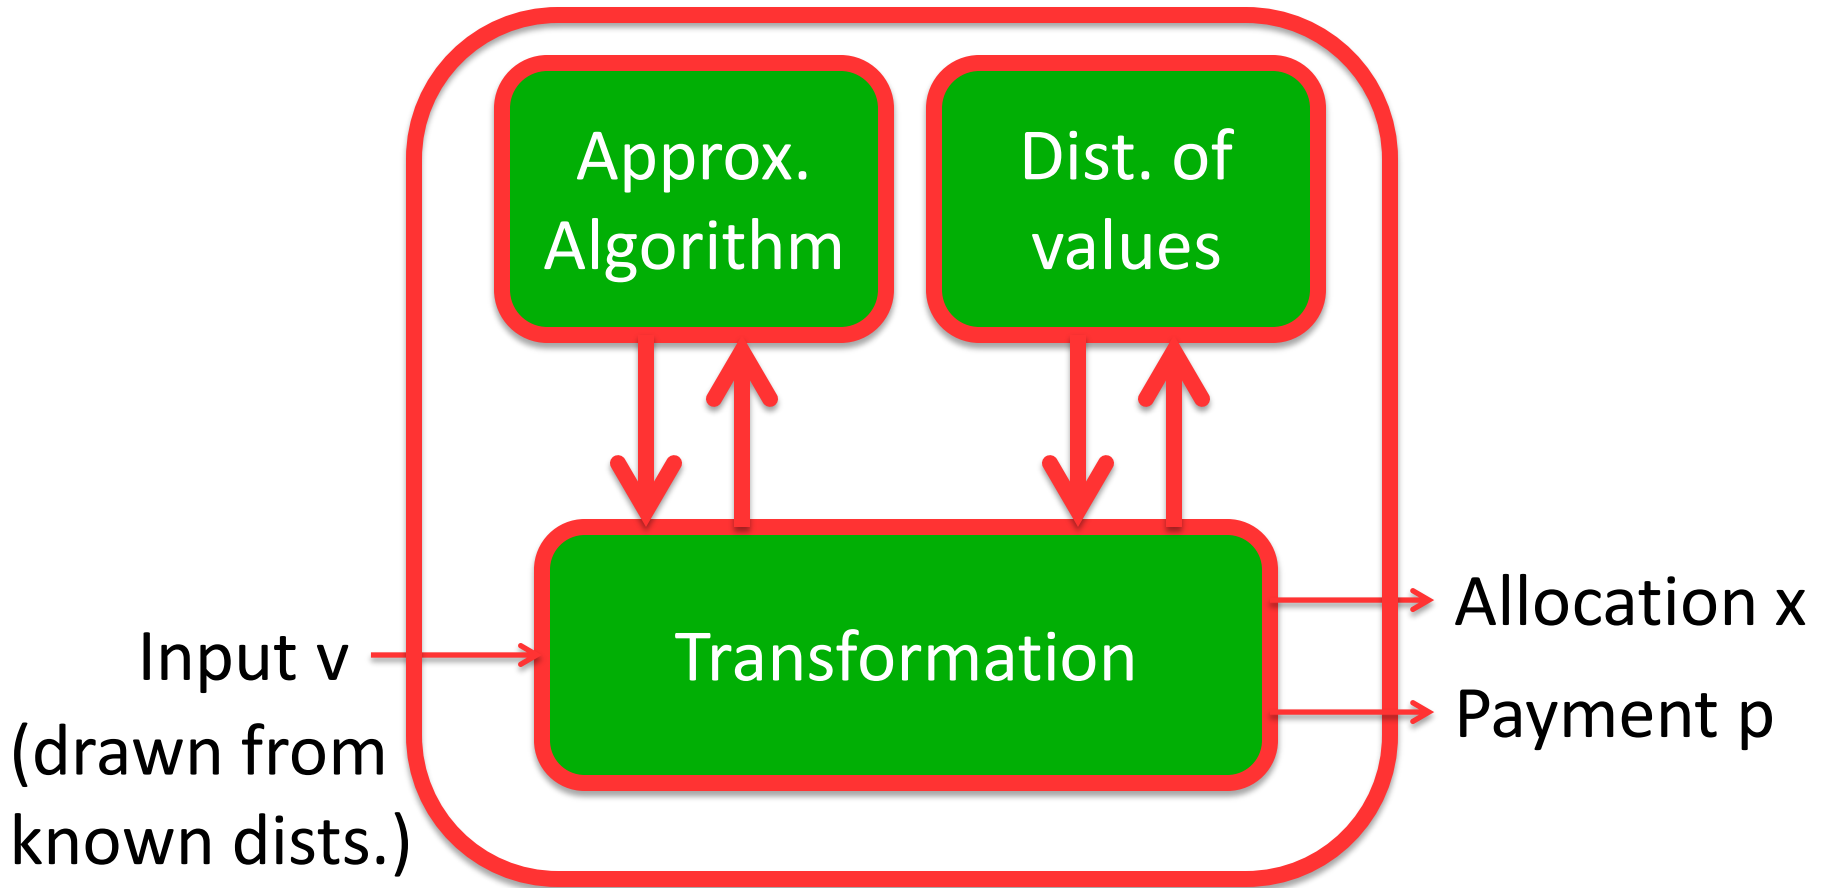 Approx.
Algorithm
Dist. of
values
Transformation
Input v
(drawn from
known dists.)
Allocation x
Payment p